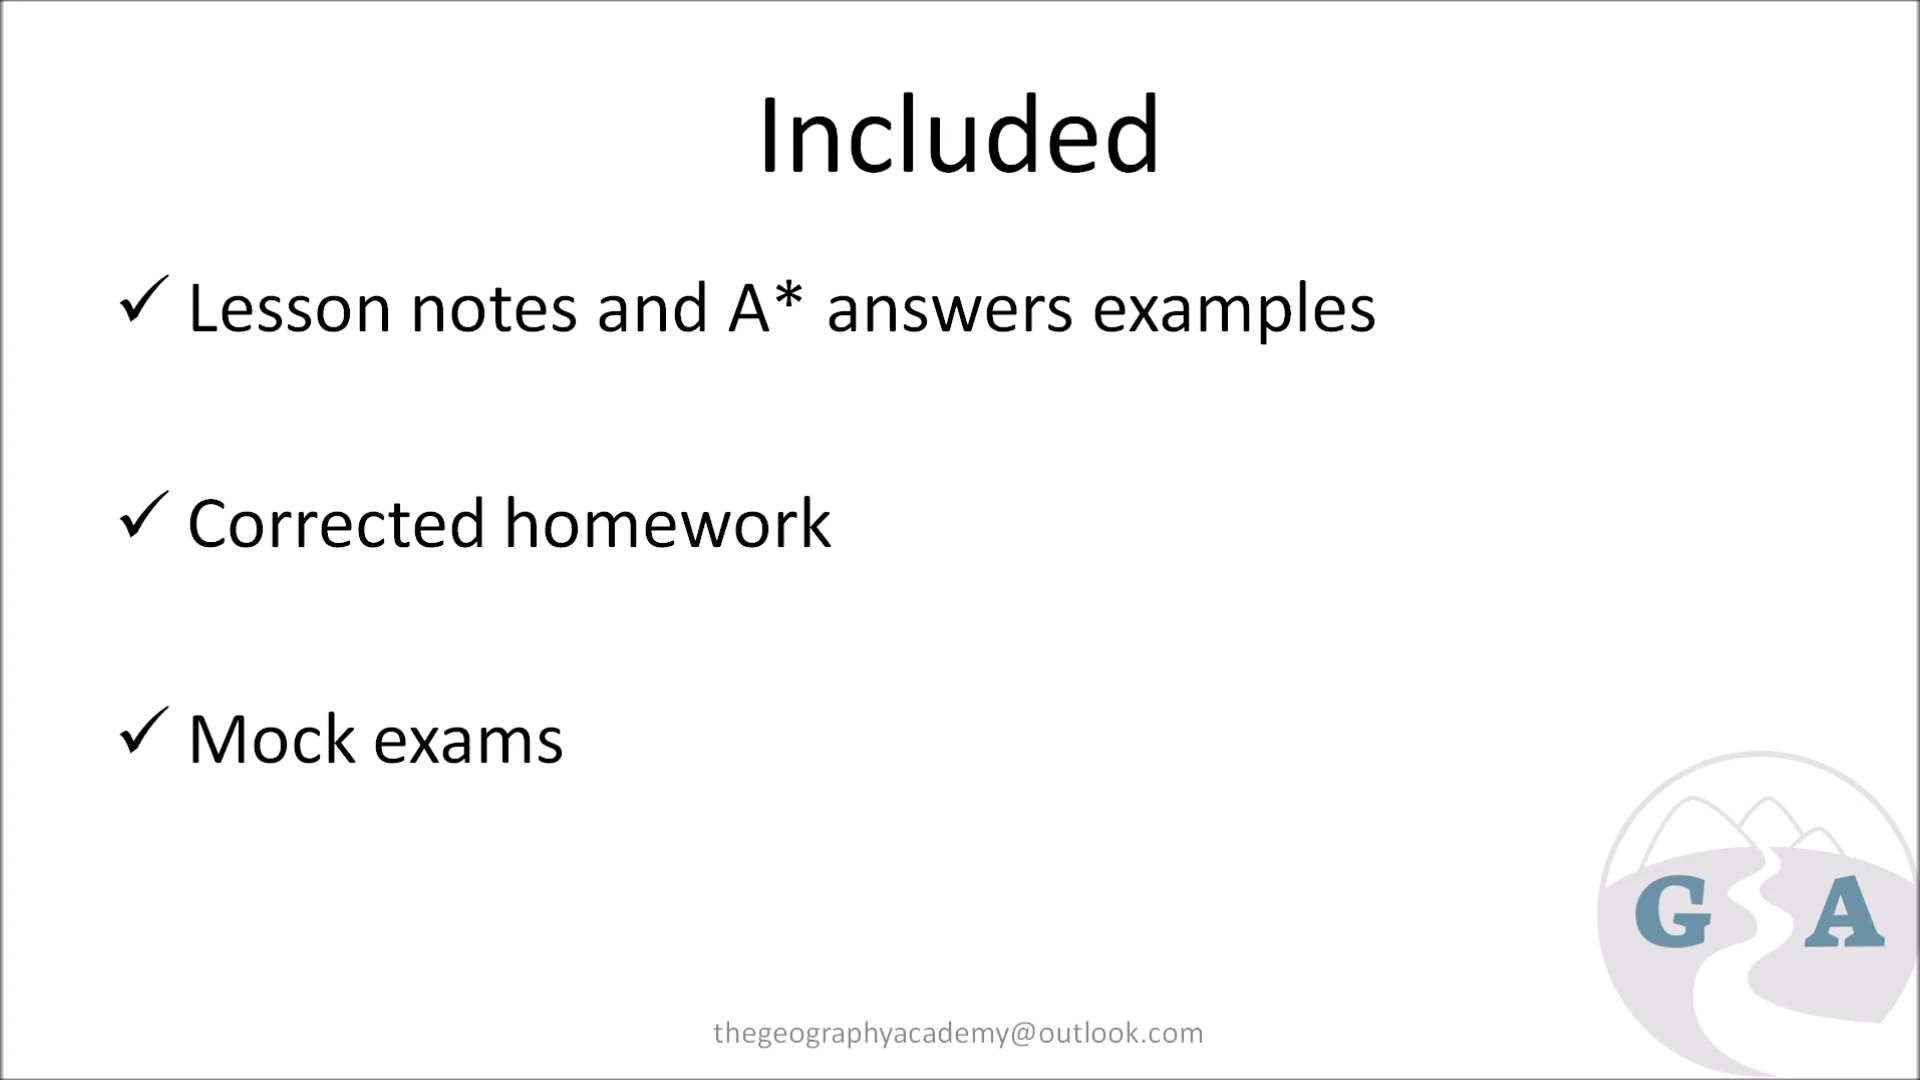 Included
✓ Lesson notes and A* answers examples
✓ Corrected homework
✓ Mock exams
G A
thegeographyacademy@outlook.com